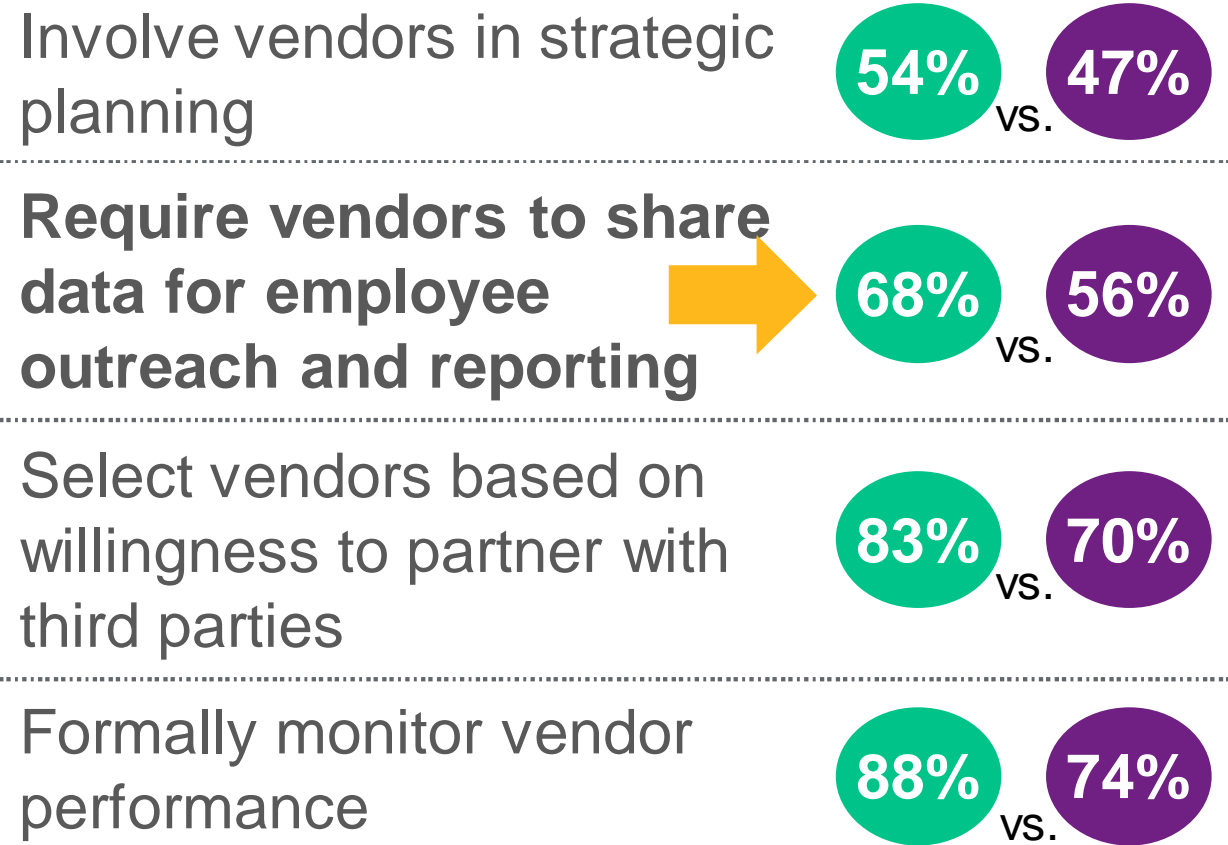 Involve vendors in strategic
planning
54% vs. 47%
Require vendors to share
data for employee
outreach and reporting
68% vs. 56%
Select vendors based on
willingness to partner with
third parties
83% vs. 70%
Formally monitor vendor
performance
88% vs. 74%